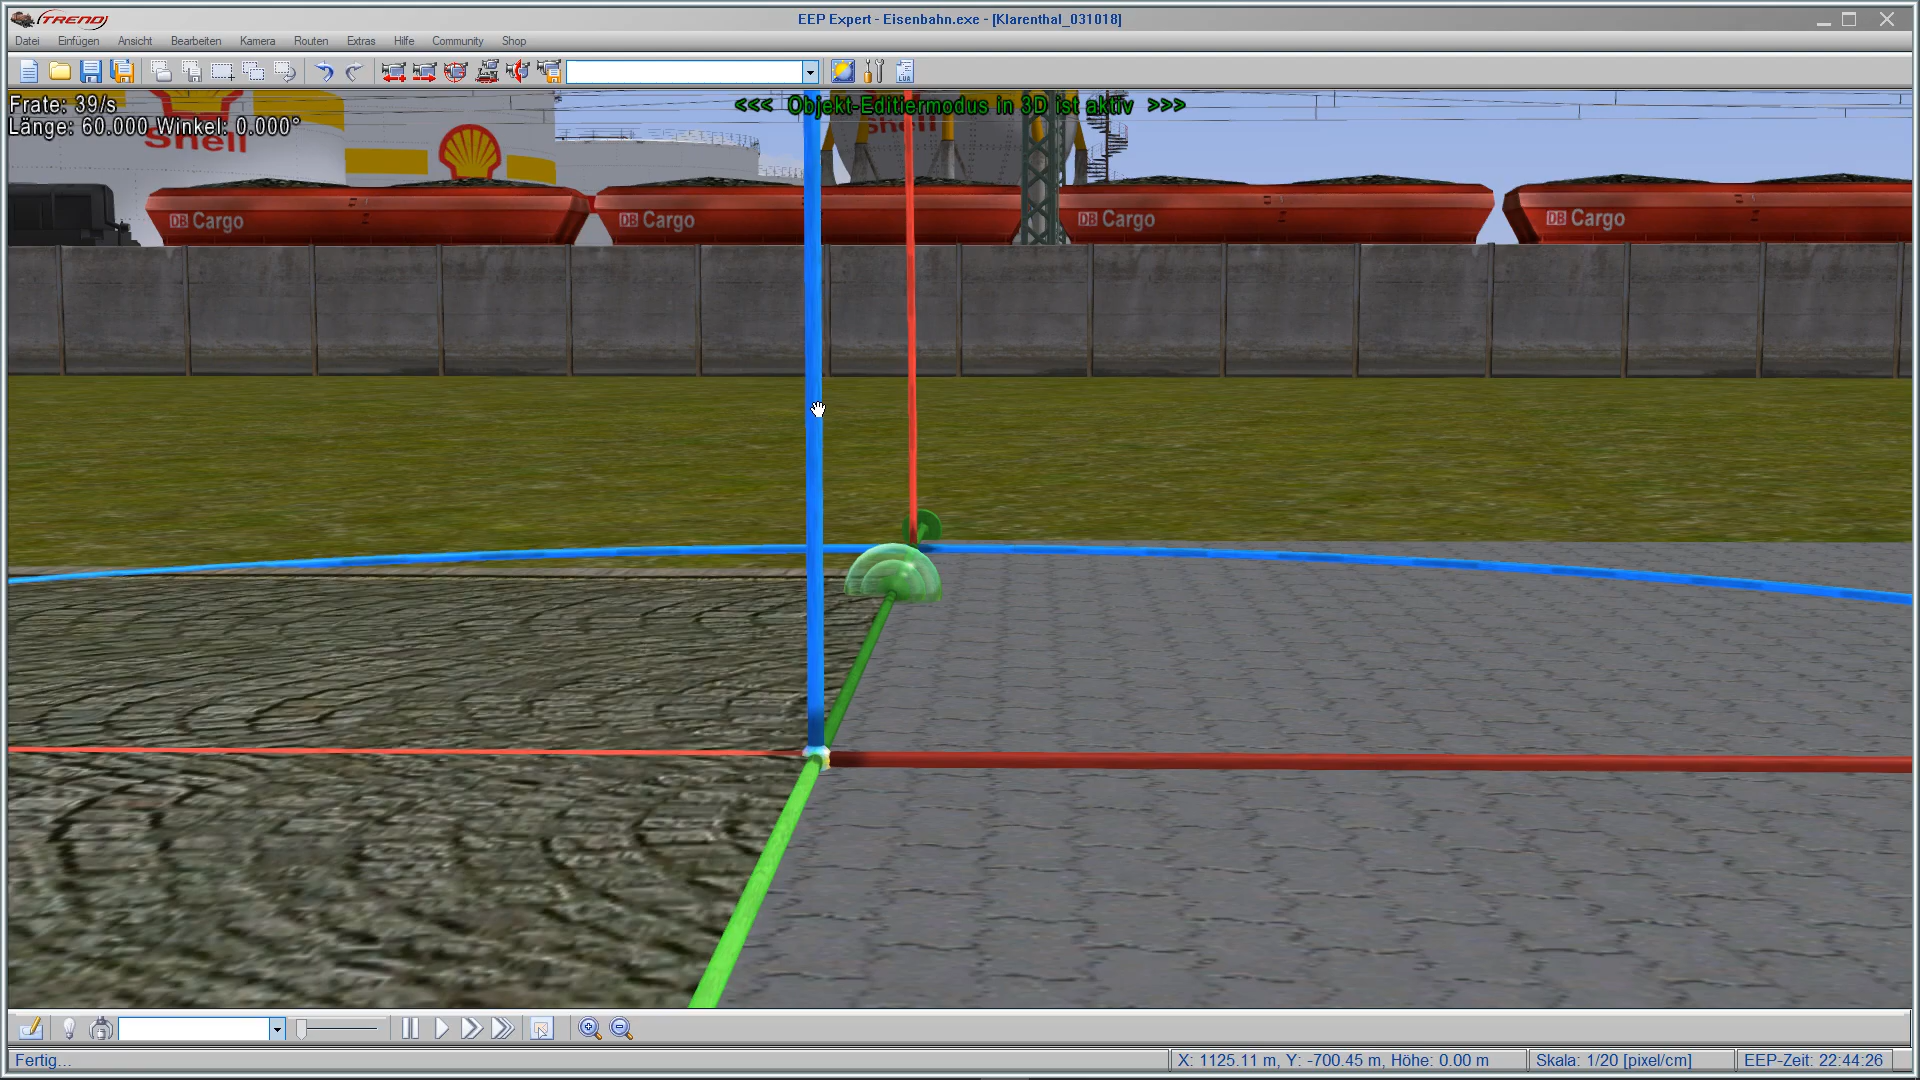 TREND
EEP Expert - Eisenbahn.exe - [Klarenthal_031018]
Datei Einfügen Ansicht Bearbeiten Kamera Routen Extras Hilfe Community Shop
LUA
Frate: 39/s
<<< Objekt-Editiermodus in 3D ist aktiv >>>
Länge: 60.000 Winkel: 0.000°
Shell
Shell
DB Cargo
DB Cargo
DB Cargo
DB Cargo
Fertig...
X: 1125.11 m, Y: -700.45 m, Höhe: 0.00 m
Skala: 1/20 [pixel/cm]
EEP-Zeit: 22:44:26